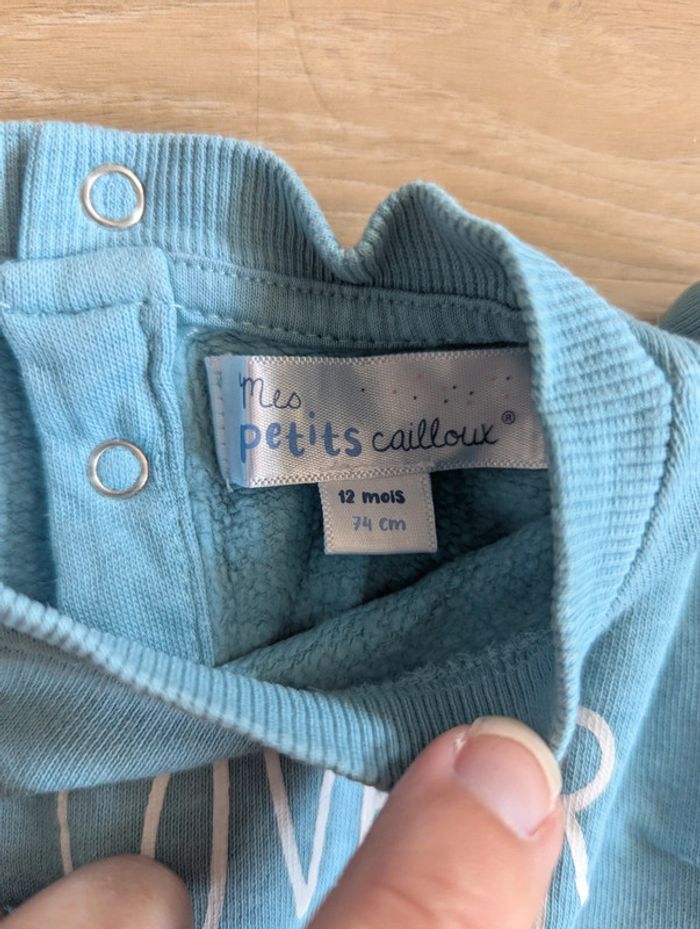 Mes
petits cailloux®
12 mois
74 cm